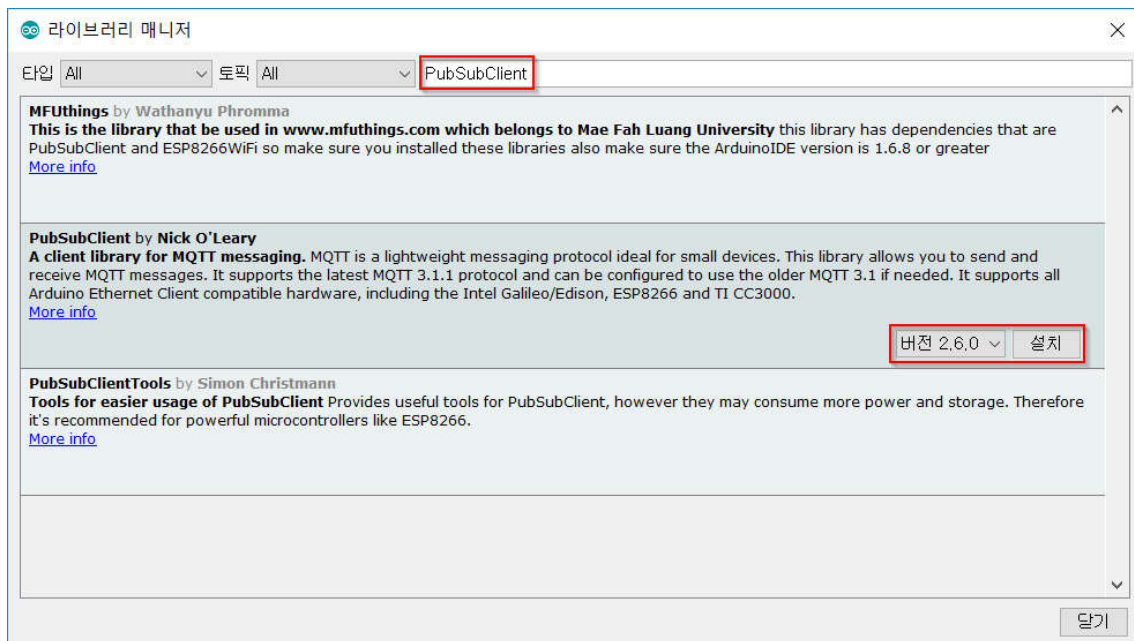 라이브러리 매니저
타입 All 토픽 All PubSubClient
MFUthings by Wathanyu Phromma
This is the library that be used in www.mfuthings.com which belongs to Mae Fah Luang University this library has dependencies that are
PubSubClient and ESP8266WiFi so make sure you installed these libraries also make sure the ArduinoIDE version is 1.6.8 or greater
More info
PubSubClient by Nick O'Leary
A client library for MQTT messaging. MQTT is a lightweight messaging protocol ideal for small devices. This library allows you to send and
receive MQTT messages. It supports the latest MQTT 3.1.1 protocol and can be configured to use the older MQTT 3.1 if needed. It supports all
Arduino Ethernet Client compatible hardware, including the Intel Galileo/Edison, ESP8266 and TI CC3000.
More info
버전 2.6.0 설치
PubSubClientTools by Simon Christmann
Tools for easier usage of PubSubClient Provides useful tools for PubSubClient, however they may consume more power and storage. Therefore
it's recommended for powerful microcontrollers like ESP8266.
More info
닫기